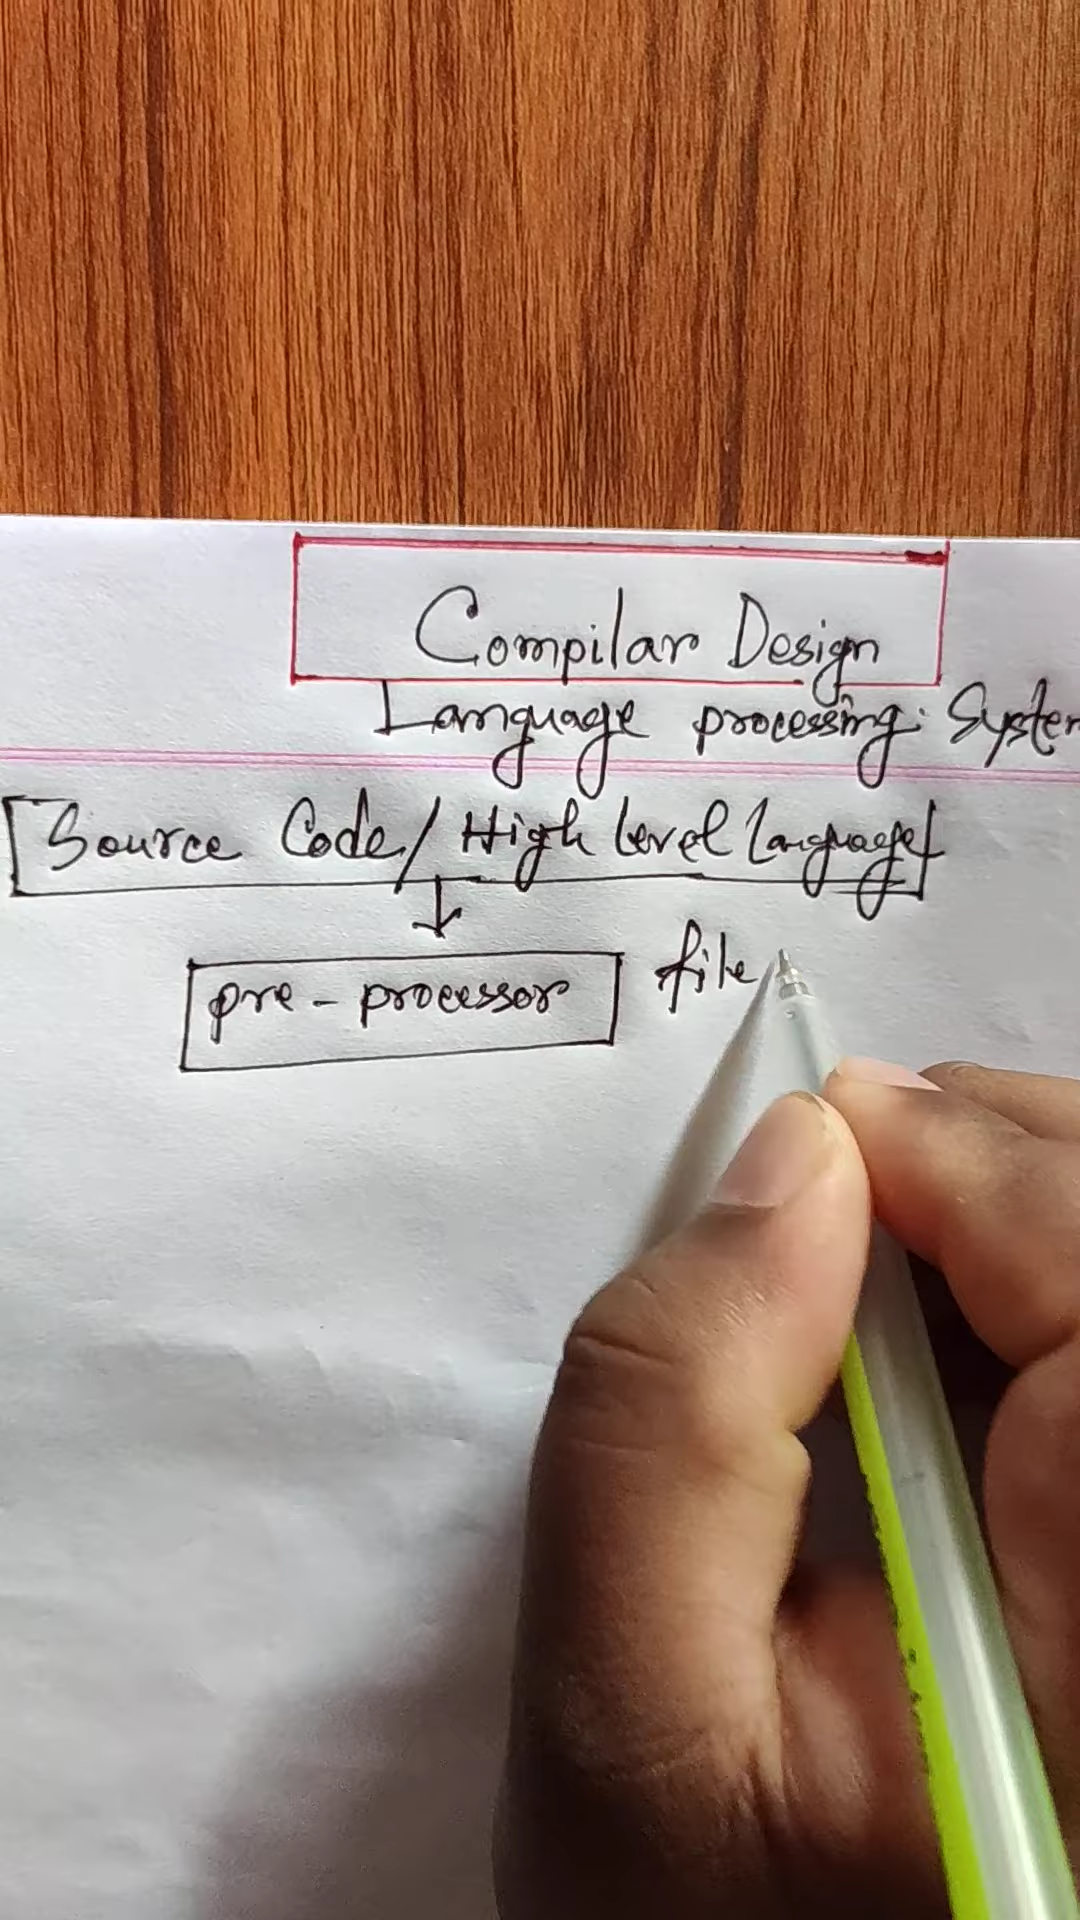 Compilar Design
Language processing System
Source Code/ High level language
pre-processor file